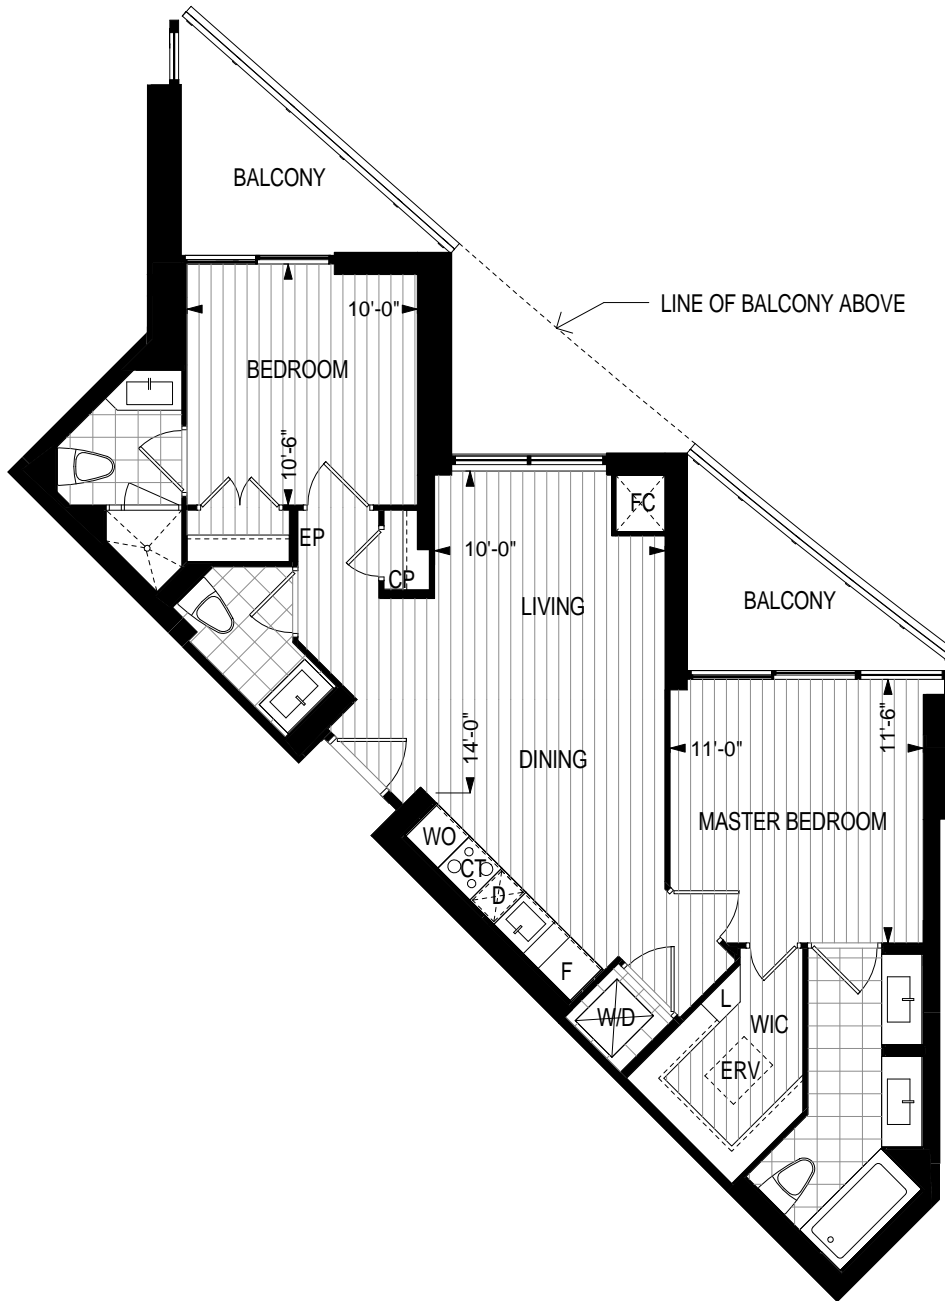 BALCONY
LINE OF BALCONY ABOVE
10'-0"
BEDROOM
10'-6"
FC
EP
10'-0"
CP
LIVING
BALCONY
14'-0"
DINING
11'-0"
11'-6"
MASTER BEDROOM
WO
CT
D
F
L
W/D
WIC
ERV